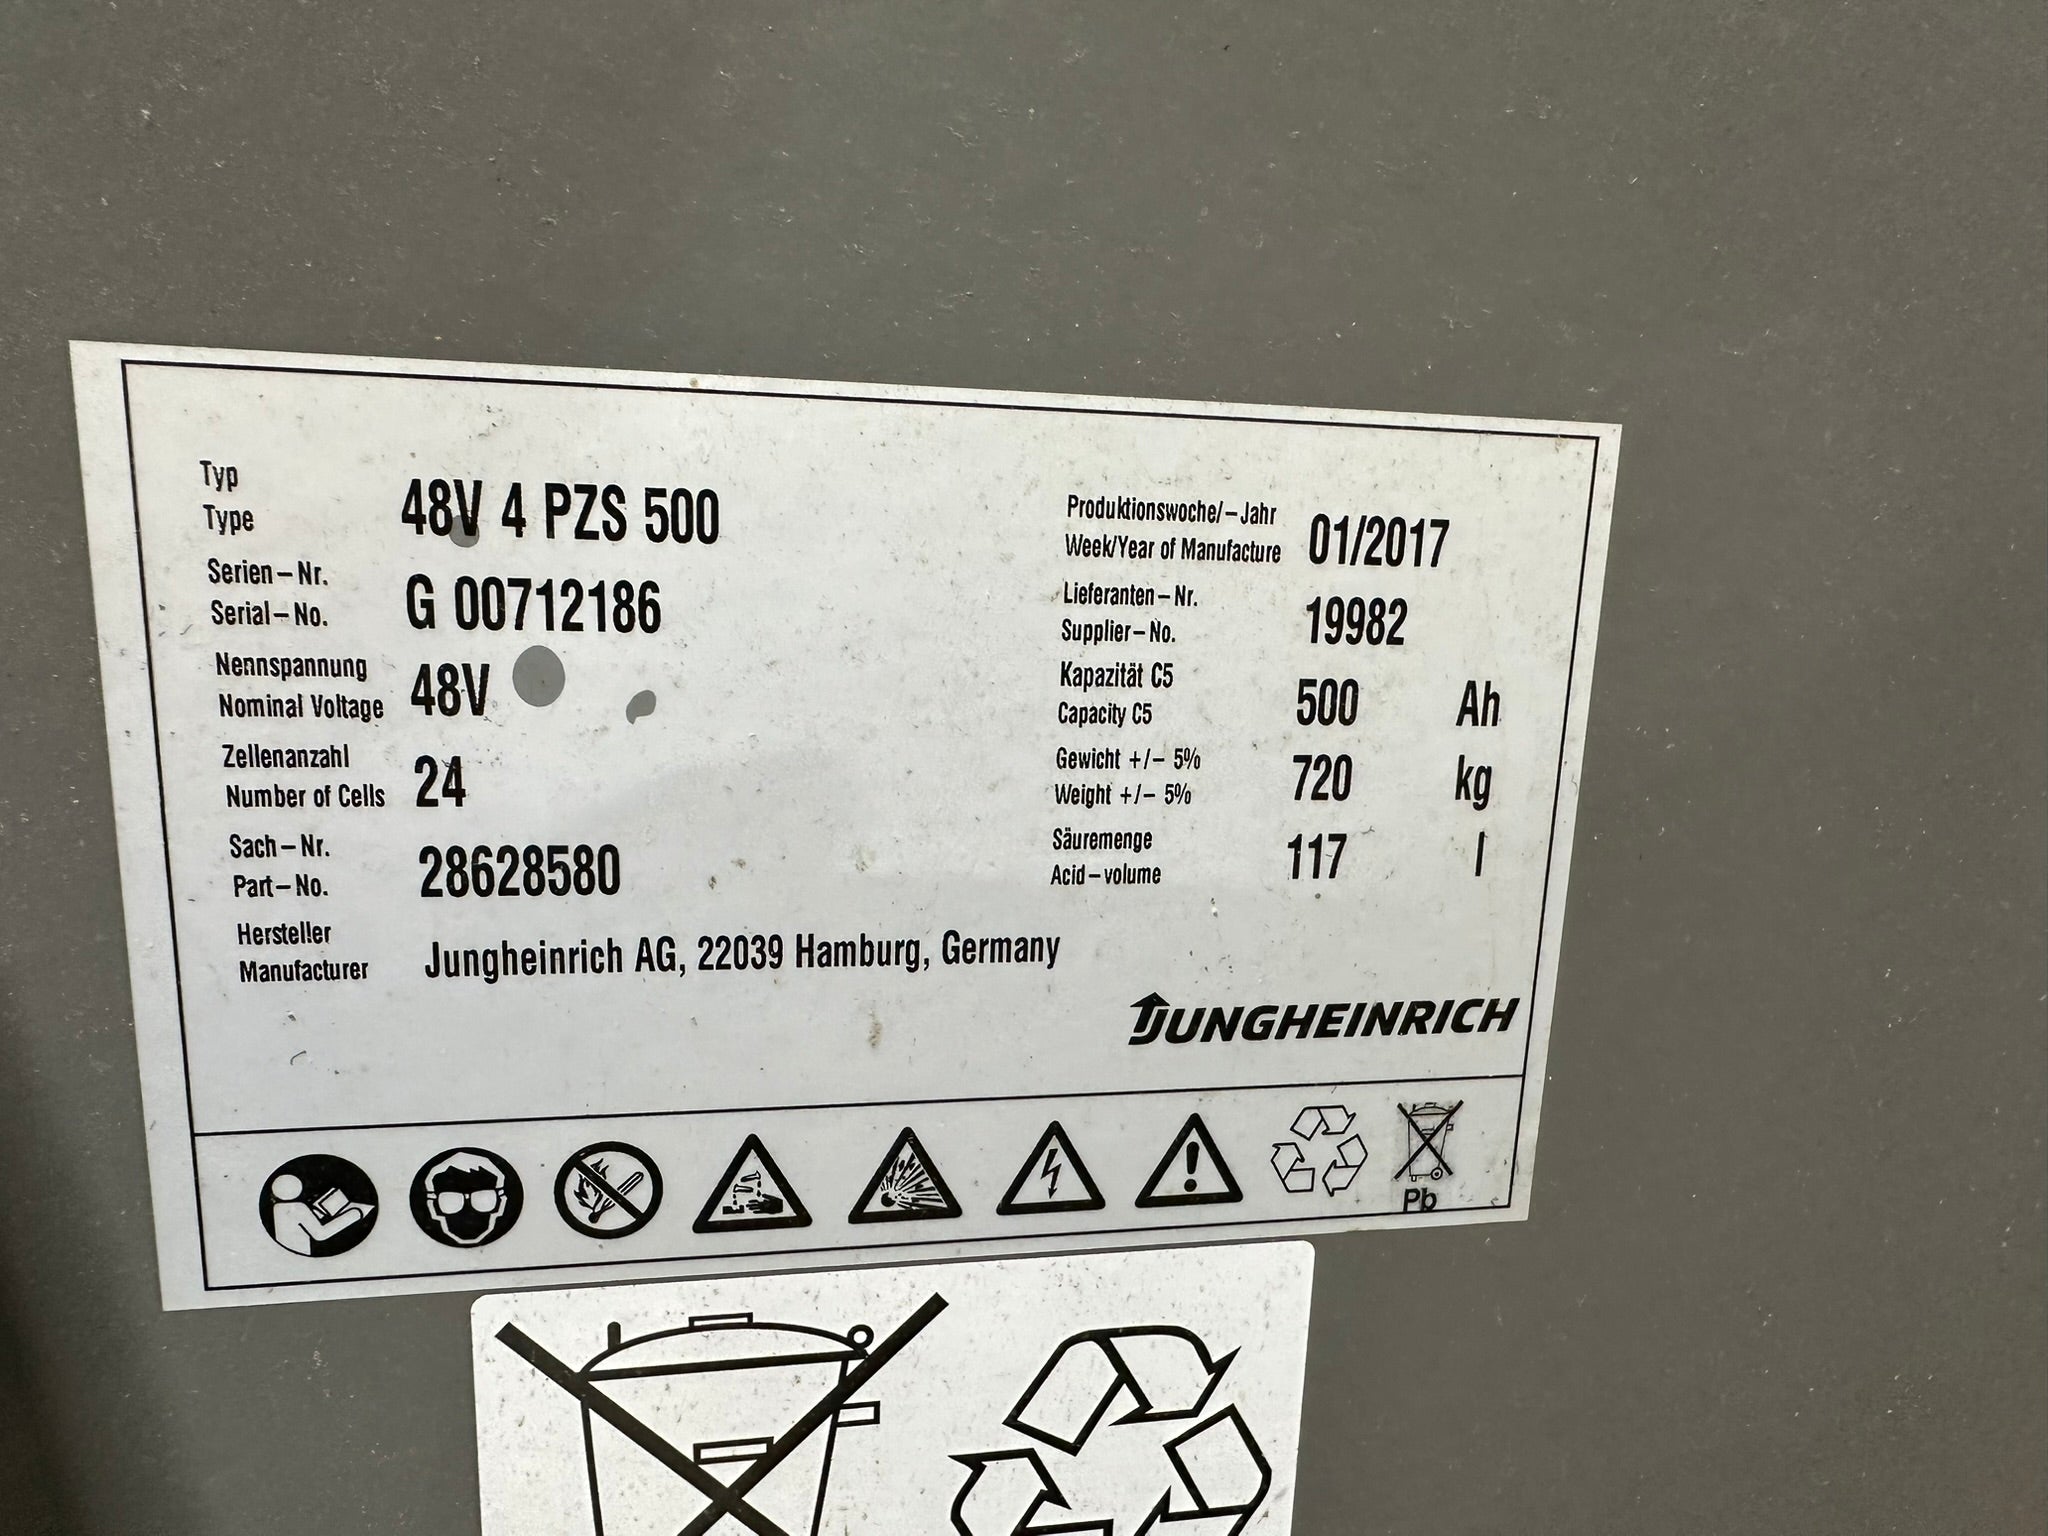 Typ
Type
48V 4 PZS 500
Serien-Nr.
Serial-No.
G 00712186
Nennspannung
Nominal Voltage
48V
Zellenanzahl
Number of Cells
24
Sach-Nr.
Part-No.
28628580
Hersteller
Manufacturer
Jungheinrich AG, 22039 Hamburg, Germany
Produktionswoche/-Jahr
Week/Year of Manufacture
01/2017
Lieferanten-Nr.
Supplier-No.
19982
Kapazität C5
Capacity C5
500 Ah
Gewicht +/- 5%
Weight +/- 5%
720 kg
Säuremenge
Acid-volume
117 l
JUNGHEINRICH
Pb